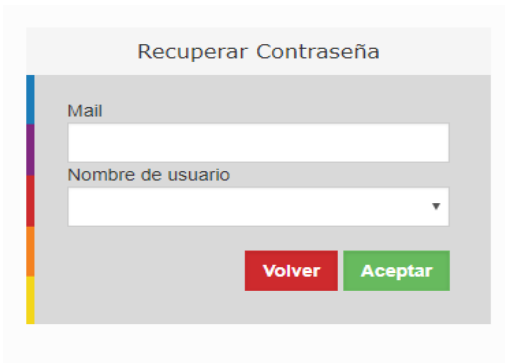 Recuperar Contraseña
Mail
Nombre de usuario
Volver Aceptar